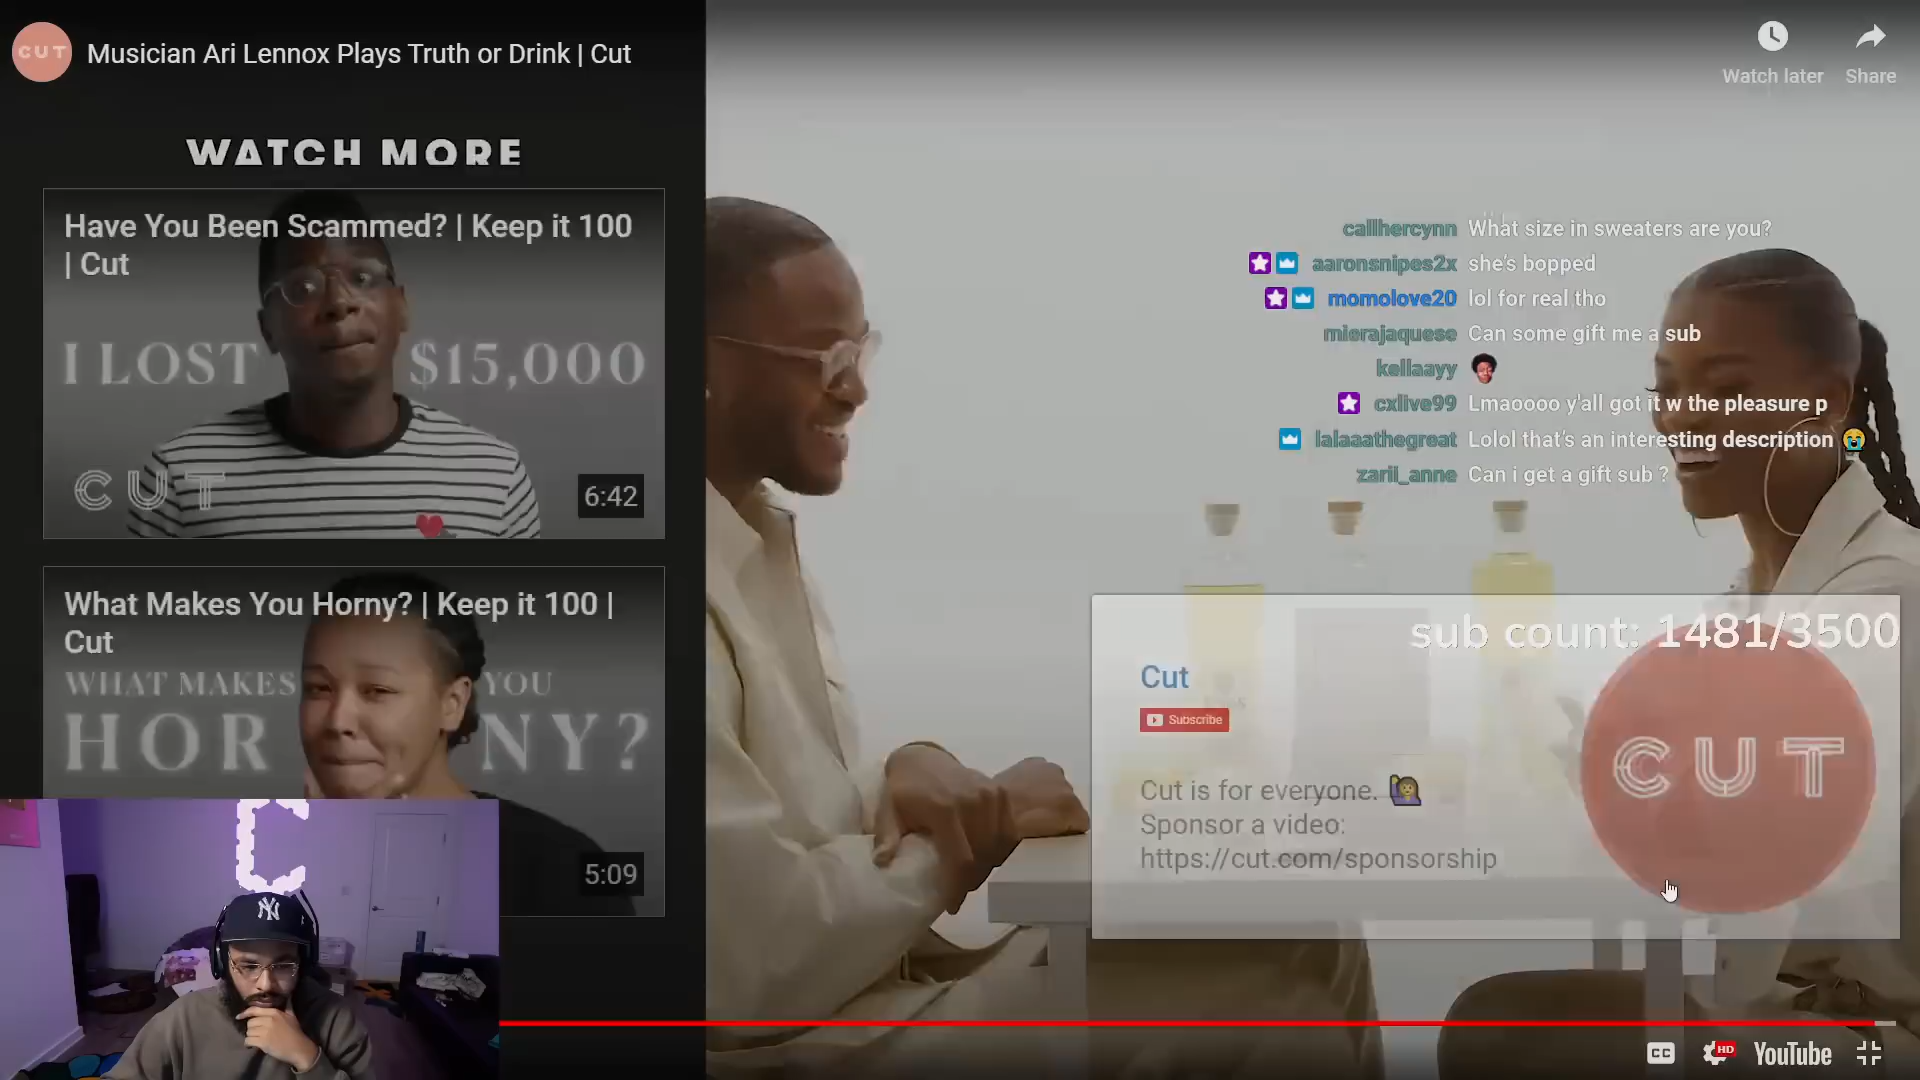 CUT
Musician Ari Lennox Plays Truth or Drink | Cut
Watch later
Share
WATCH MORE
Have You Been Scammed? | Keep it 100
| Cut
I LOST $15,000
CUT
6:42
What Makes You Horny? | Keep it 100 |
Cut
WHAT MAKES YOU
HOR NY?
5:09
callhercynn What size in sweaters are you?
aaronsnipes2x she's bopped
momolove20 lol for real tho
mierajaquese Can some gift me a sub
kellaayy
cxlive99 Lmaoooo y'all got it w the pleasure p
lalaaathegreat Lolol that's an interesting description 😭
zarii_anne Can i get a gift sub ?
sub count: 1481/3500
Cut
Subscribe
Cut is for everyone. 🙋
Sponsor a video:
https://cut.com/sponsorship
CUT
C
NY
CC
HD
YouTube